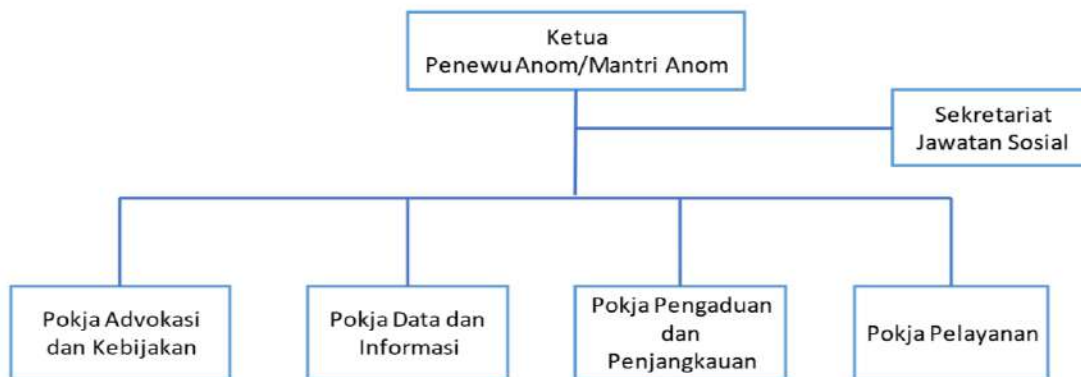 Ketua
Penewu Anom/Mantri Anom
Sekretariat
Jawatan Sosial
Pokja Advokasi
dan Kebijakan
Pokja Data dan
Informasi
Pokja Pengaduan
dan
Penjangkauan
Pokja Pelayanan